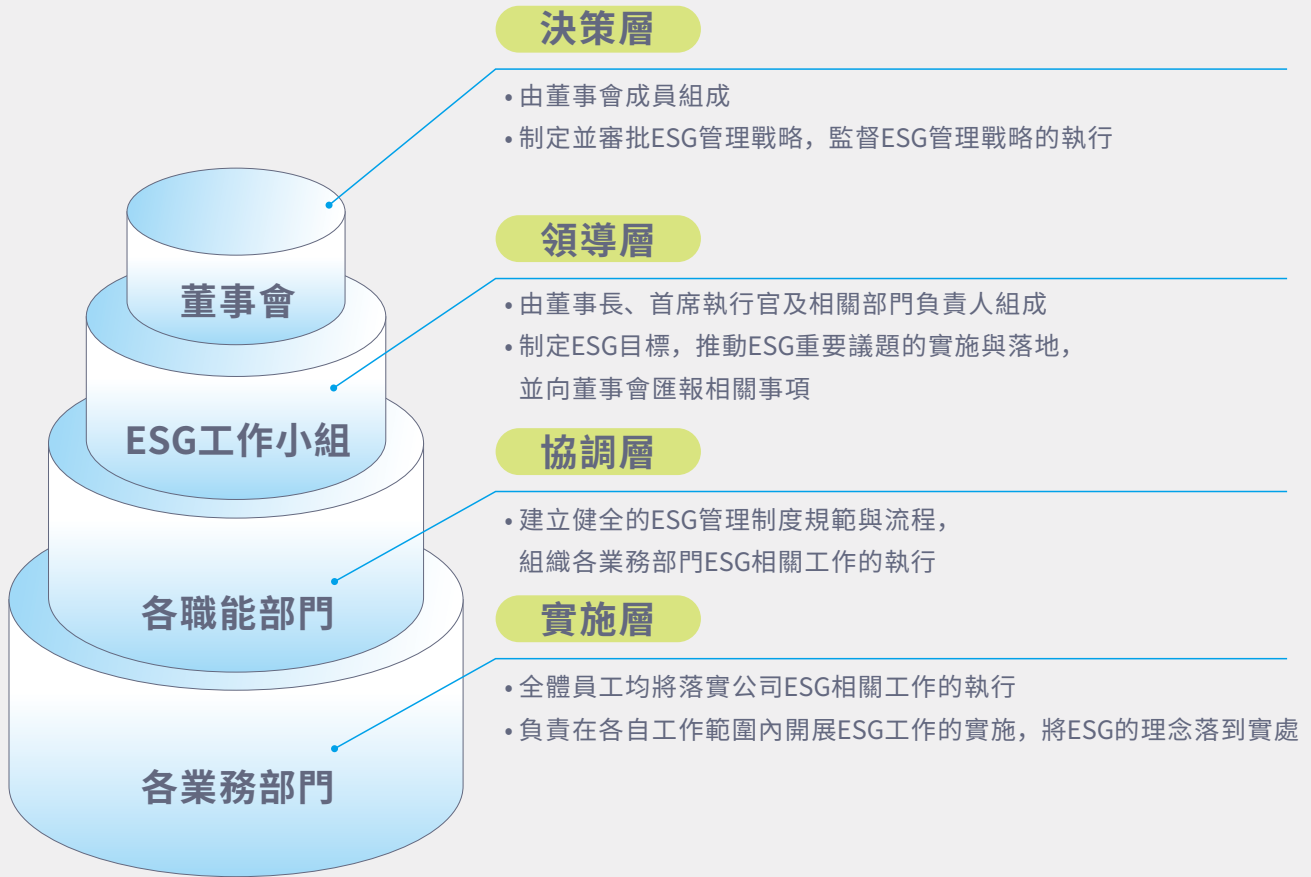 決策層
• 由董事會成員組成
• 制定並審批ESG管理戰略，監督ESG管理戰略的執行
董事會
領導層
• 由董事長、首席執行官及相關部門負責人組成
• 制定ESG目標，推動ESG重要議題的實施與落地，
並向董事會匯報相關事項
ESG工作小組
協調層
• 建立健全的ESG管理制度規範與流程，
組織各業務部門ESG相關工作的執行
各職能部門
實施層
• 全體員工均將落實公司ESG相關工作的執行
• 負責在各自工作範圍內開展ESG工作的實施，將ESG的理念落到實處
各業務部門